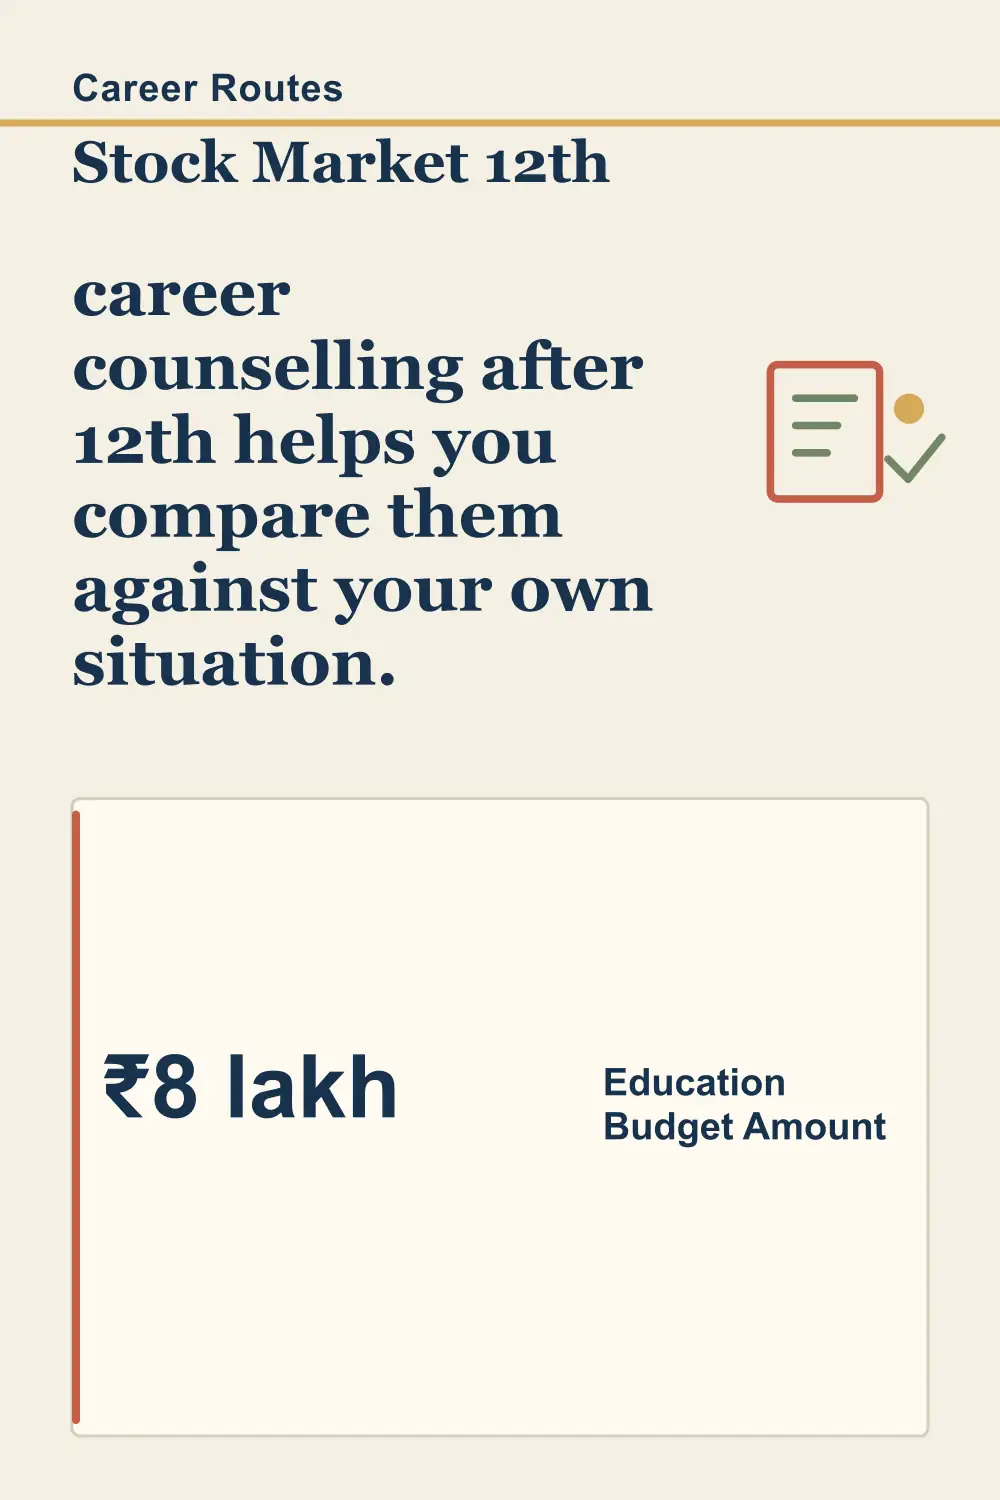 Career Routes
Stock Market 12th
career
counselling after
12th helps you
compare them
against your own
situation.
₹8 lakh
Education
Budget Amount